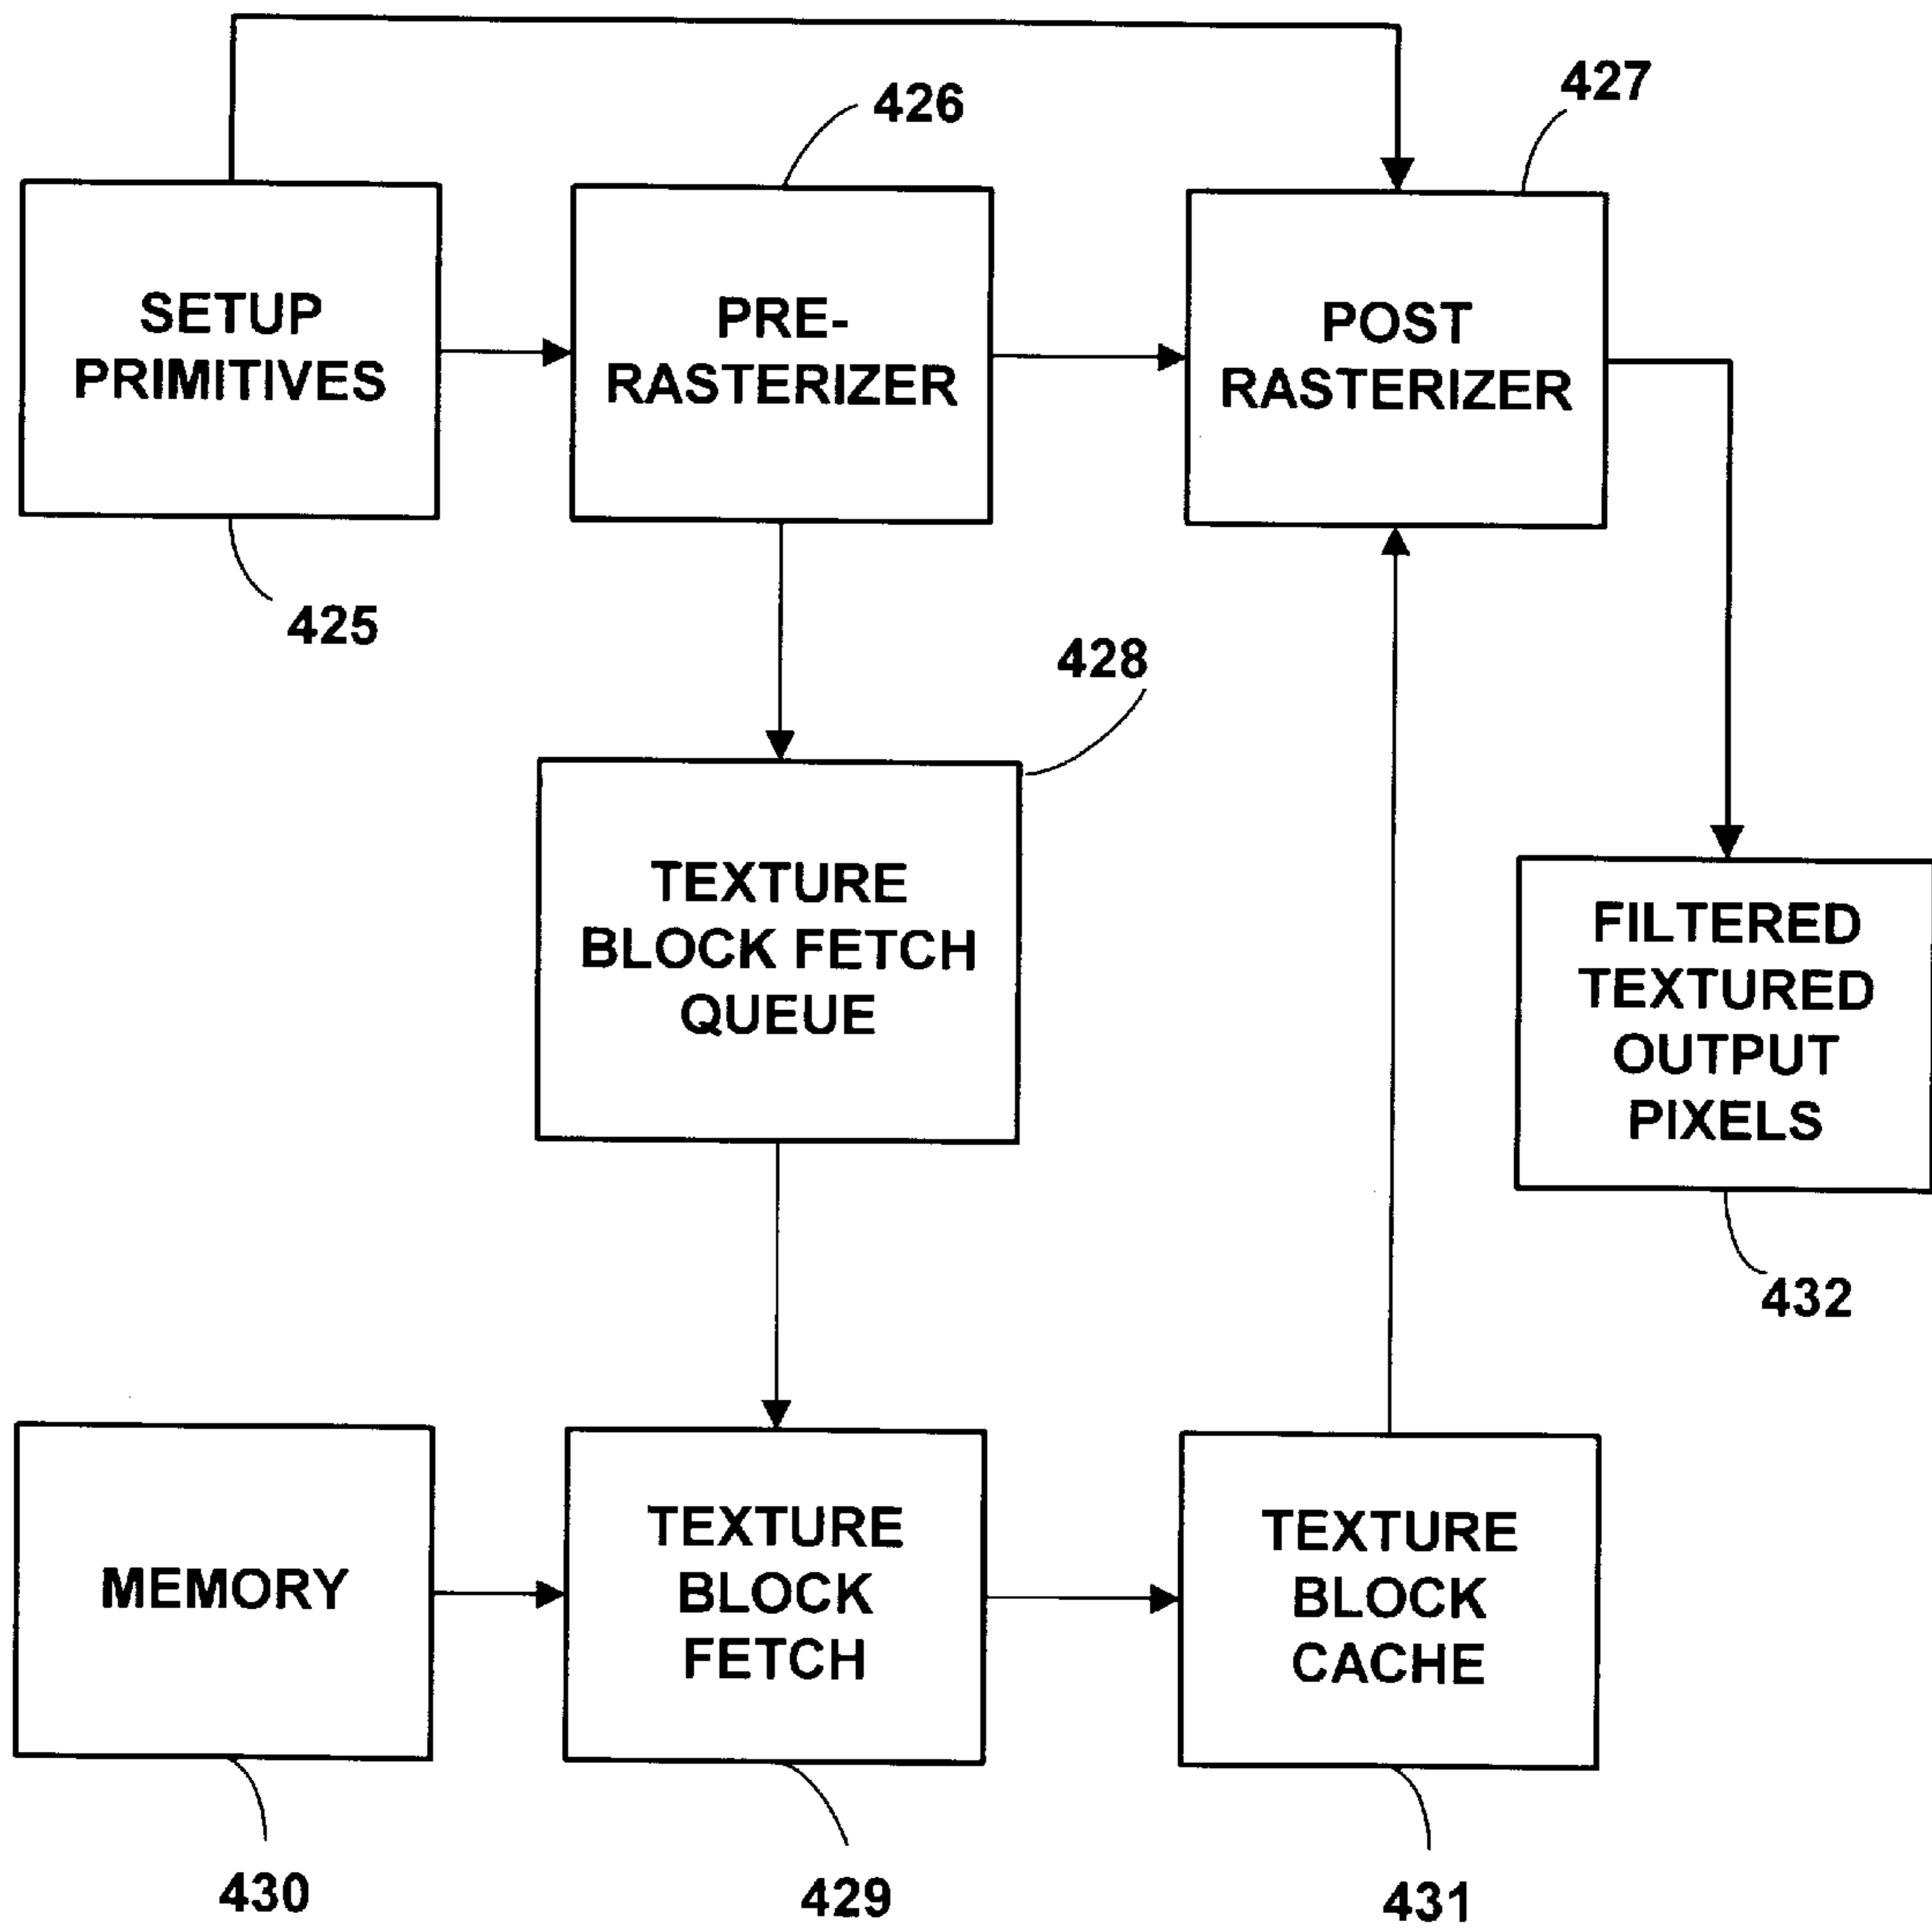 426
427
SETUP
PRIMITIVES
PRE-
RASTERIZER
POST
RASTERIZER
425
428
TEXTURE
BLOCK FETCH
QUEUE
FILTERED
TEXTURED
OUTPUT
PIXELS
432
MEMORY
TEXTURE
BLOCK
FETCH
TEXTURE
BLOCK
CACHE
430
429
431